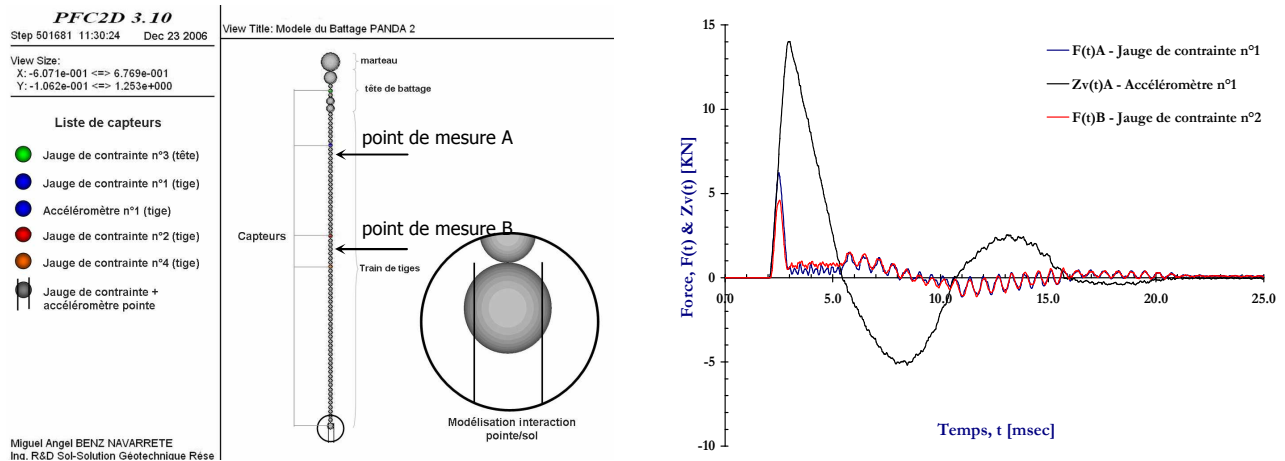 PFC2D 3.10
Step 501681 11:30:24 Dec 23 2006
View Size:
X: -6.071e-001 <=> 6.769e-001
Y: -1.062e-001 <=> 1.253e+000
Liste de capteurs
Jauge de contrainte n°3 (tête)
Jauge de contrainte n°1 (tige)
Accéléromètre n°1 (tige)
Jauge de contrainte n°2 (tige)
Jauge de contrainte n°4 (tige)
Jauge de contrainte +
accéléromètre pointe
Miguel Angel BENZ NAVARRETE
Ing. R&D Sol-Solution Géotechnique Rése
View Title: Modele du Battage PANDA 2
marteau
tête de battage
point de mesure A
point de mesure B
Capteurs
Train de tiges
Modélisation interaction
pointe/sol
Force, F(t) & Zv(t) [KN]
15
10
5
0
-5
-10
0.0
5.0
10.0
15.0
20.0
25.0
Temps, t [msec]
F(t)A - Jauge de contrainte n°1
Zv(t)A - Accéléromètre n°1
F(t)B - Jauge de contrainte n°2